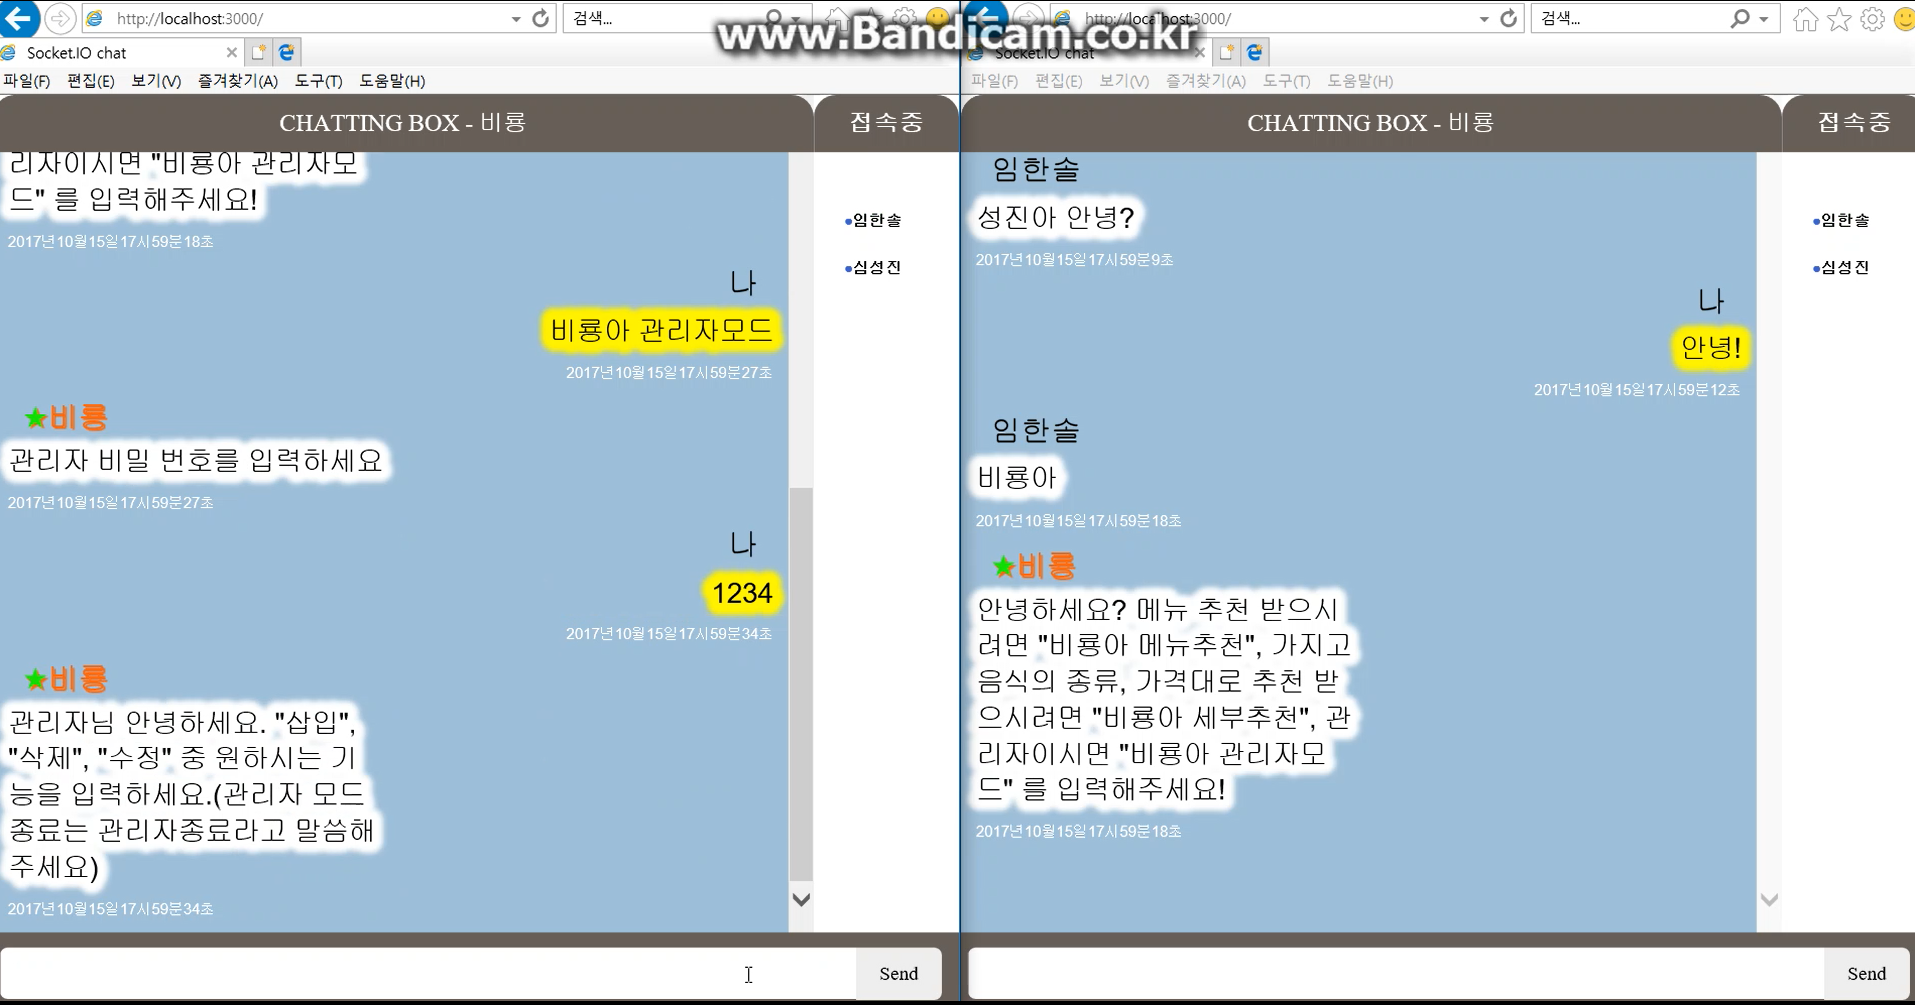 www.Bandicam.co.kr
http://localhost:3000/
검색...
Socket.IO chat
파일(F) 편집(E) 보기(V) 즐겨찾기(A) 도구(T) 도움말(H)
CHATTING BOX - 비룡
접속중
리자이시면 "비룡아 관리자모
드" 를 입력해주세요!
2017년10월15일17시59분18초
나
비룡아 관리자모드
2017년10월15일17시59분27초
★비룡
관리자 비밀 번호를 입력하세요
2017년10월15일17시59분27초
나
1234
2017년10월15일17시59분34초
★비룡
관리자님 안녕하세요. "삽입",
"삭제", "수정" 중 원하시는 기
능을 입력하세요.(관리자 모드
종료는 관리자종료라고 말씀해
주세요)
2017년10월15일17시59분34초
●임한솔
●심성진
Send
http://localhost:3000/
검색...
Socket.IO chat
파일(F) 편집(E) 보기(V) 즐겨찾기(A) 도구(T) 도움말(H)
CHATTING BOX - 비룡
접속중
임한솔
성진아 안녕?
2017년10월15일17시59분9초
나
안녕!
2017년10월15일17시59분12초
임한솔
비룡아
2017년10월15일17시59분18초
★비룡
안녕하세요? 메뉴 추천 받으시
려면 "비룡아 메뉴추천", 가지고
음식의 종류, 가격대로 추천 받
으시려면 "비룡아 세부추천", 관
리자이시면 "비룡아 관리자모
드" 를 입력해주세요!
2017년10월15일17시59분18초
●임한솔
●심성진
Send